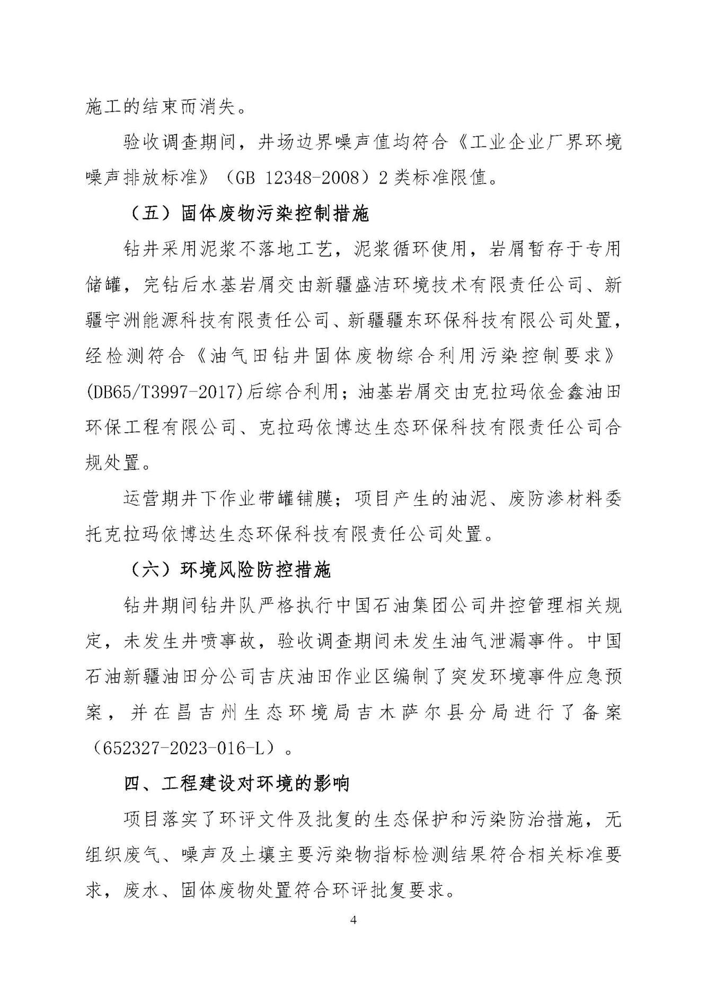 施工的结束而消失。
验收调查期间，井场边界噪声值均符合《工业企业厂界环境
噪声排放标准》（GB 12348-2008）2 类标准限值。
（五）固体废物污染控制措施
钻井采用泥浆不落地工艺，泥浆循环使用，岩屑暂存于专用
储罐，完钻后水基岩屑交由新疆盛洁环境技术有限责任公司、新
疆宇洲能源科技有限责任公司、新疆疆东环保科技有限公司处置，
经检测符合《油气田钻井固体废物综合利用污染控制要求》
(DB65/T3997-2017)后综合利用；油基岩屑交由克拉玛依金鑫油田
环保工程有限公司、克拉玛依博达生态环保科技有限责任公司合
规处置。
运营期井下作业带罐铺膜；项目产生的油泥、废防渗材料委
托克拉玛依博达生态环保科技有限责任公司处置。
（六）环境风险防控措施
钻井期间钻井队严格执行中国石油集团公司井控管理相关规
定，未发生井喷事故，验收调查期间未发生油气泄漏事件。中国
石油新疆油田分公司吉庆油田作业区编制了突发环境事件应急预
案，并在昌吉州生态环境局吉木萨尔县分局进行了备案
（652327-2023-016-L）。
四、工程建设对环境的影响
项目落实了环评文件及批复的生态保护和污染防治措施，无
组织废气、噪声及土壤主要污染物指标检测结果符合相关标准要
求，废水、固体废物处置符合环评批复要求。
4